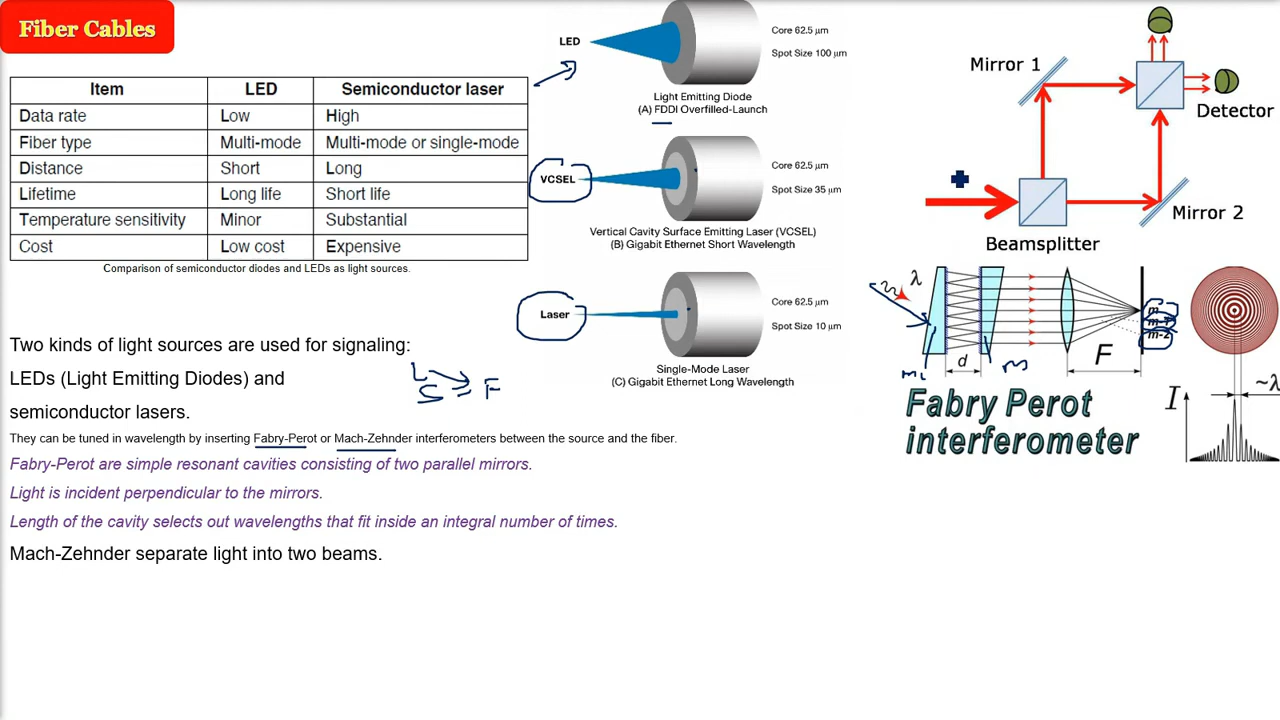 Fiber Cables
Item LED Semiconductor laser
Data rate Low High
Fiber type Multi-mode Multi-mode or single-mode
Distance Short Long
Lifetime Long life Short life
Temperature sensitivity Minor Substantial
Cost Low cost Expensive
Comparison of semiconductor diodes and LEDs as light sources.
LED
Core 62.5 μm
Spot Size 100 μm
Light Emitting Diode
(A) FDDI Overfilled-Launch
VCSEL
Core 62.5 μm
Spot Size 35 μm
Vertical Cavity Surface Emitting Laser (VCSEL)
(B) Gigabit Ethernet Short Wavelength
Laser
Core 62.5 μm
Spot Size 10 μm
Single-Mode Laser
(C) Gigabit Ethernet Long Wavelength
Mirror 1
Detector
Mirror 2
Beamsplitter
λ
m
m-1
m-2
d
F
M1
m
Fabry Perot
interferometer
I
~λ
Two kinds of light sources are used for signaling:
LEDs (Light Emitting Diodes) and
semiconductor lasers.
L
S
F
They can be tuned in wavelength by inserting Fabry-Perot or Mach-Zehnder interferometers between the source and the fiber.
Fabry-Perot are simple resonant cavities consisting of two parallel mirrors.
Light is incident perpendicular to the mirrors.
Length of the cavity selects out wavelengths that fit inside an integral number of times.
Mach-Zehnder separate light into two beams.